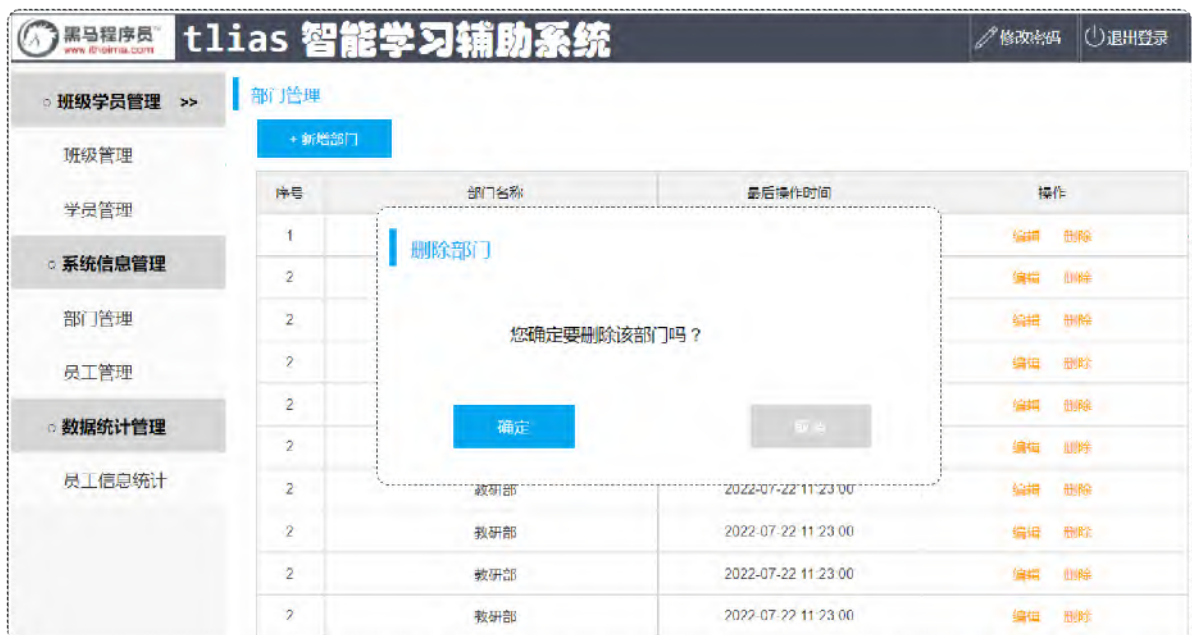 黑马程序员™
www.itheima.com
tlias 智能学习辅助系统
修改密码
退出登录
班级学员管理 >>
班级管理
学员管理
系统信息管理
部门管理
员工管理
数据统计管理
员工信息统计
部门管理
+ 新增部门
序号 部门名称 最后操作时间 操作
1 编辑 删除
2 编辑 删除
2 编辑 删除
2 编辑 删除
2 编辑 删除
2 编辑 删除
2 教研部 2022-07-22 11:23:00 编辑 删除
2 教研部 2022-07-22 11:23:00 编辑 删除
2 教研部 2022-07-22 11:23:00 编辑 删除
2 教研部 2022-07-22 11:23:00 编辑 删除
删除部门
您确定要删除该部门吗？
确定
取消